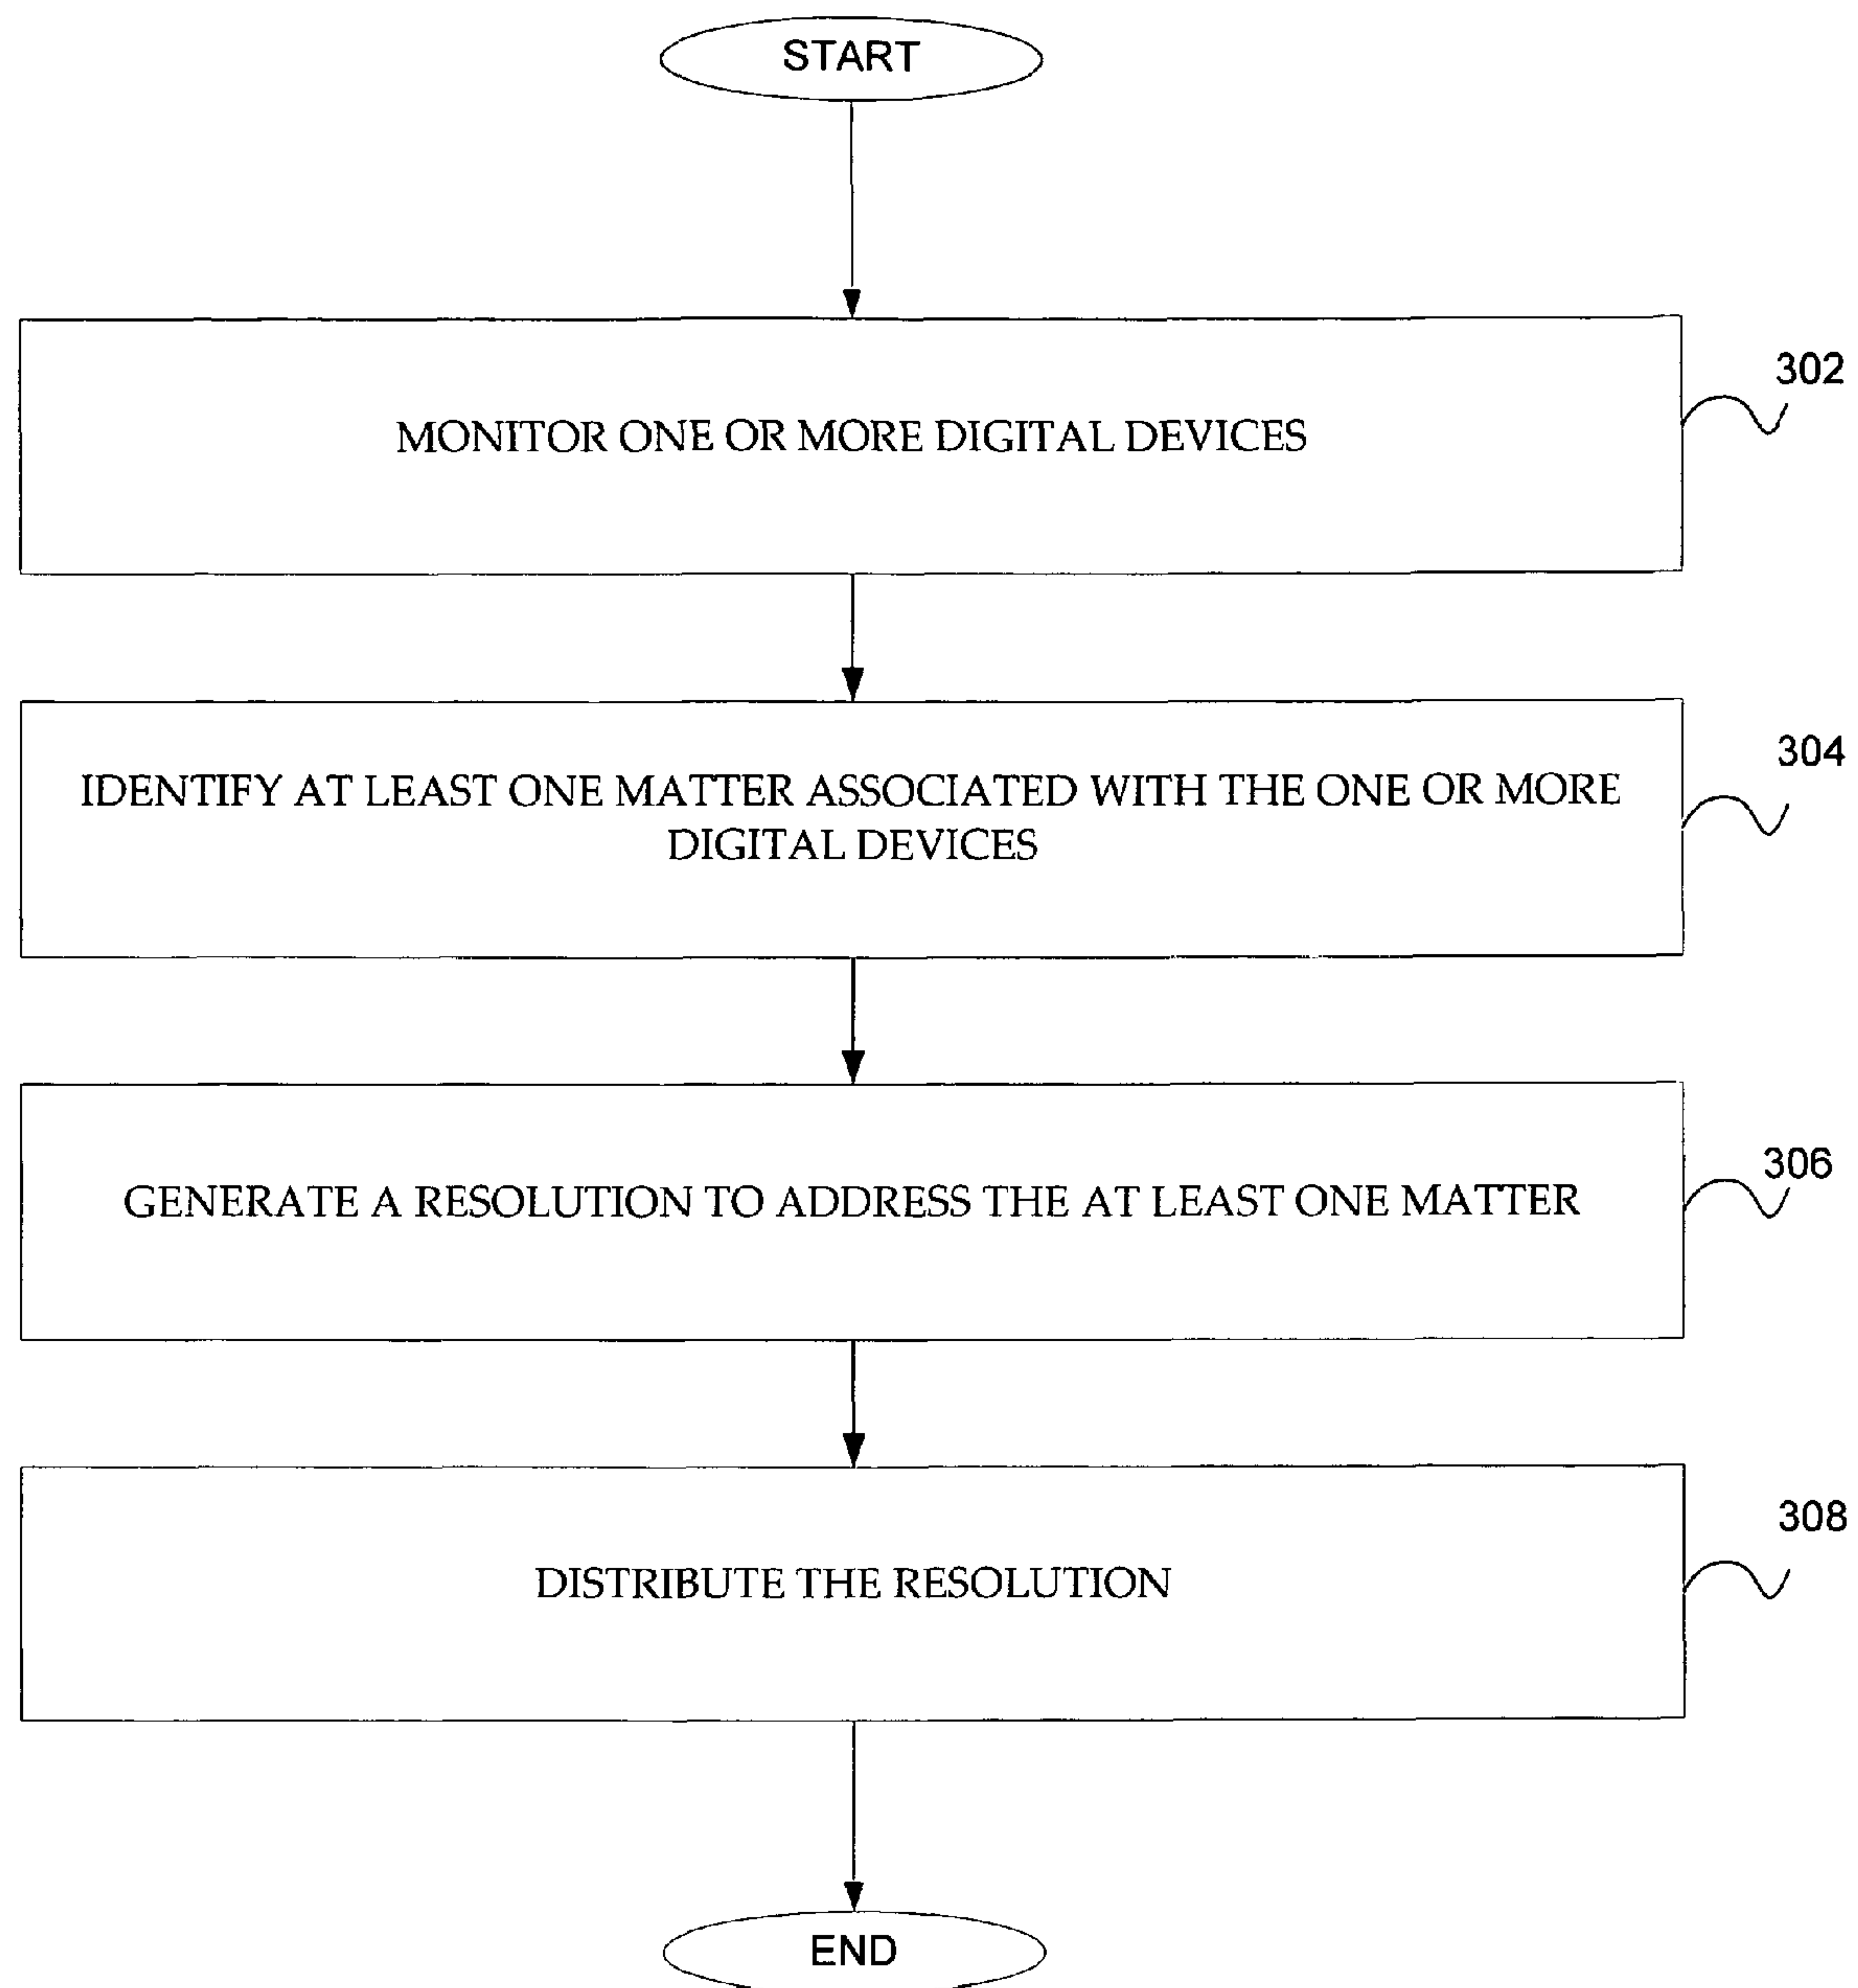 START
MONITOR ONE OR MORE DIGITAL DEVICES
302
IDENTIFY AT LEAST ONE MATTER ASSOCIATED WITH THE ONE OR MORE
DIGITAL DEVICES
304
GENERATE A RESOLUTION TO ADDRESS THE AT LEAST ONE MATTER
306
DISTRIBUTE THE RESOLUTION
308
END